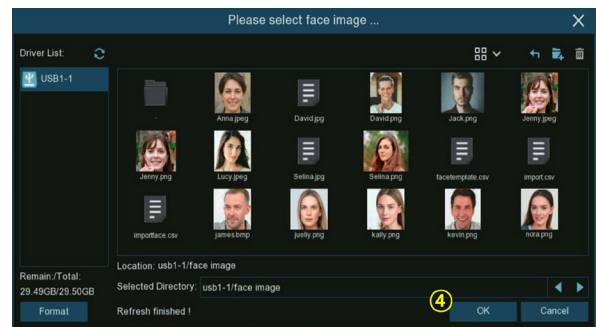 Please select face image ...
Driver List:
USB1-1
Anna.jpeg David.jpg David.png Jack.png Jenny.jpeg
Jenny.png Lucy.jpeg Selina.jpg Selina.png facetemplate.csv import.csv
importface.csv james.bmp juelly.png kally.png kevin.png nora.png
Location: usb1-1/face image
Remain:/Total:
29.49GB/29.50GB
Selected Directory: usb1-1/face image
4
Format Refresh finished ! OK Cancel